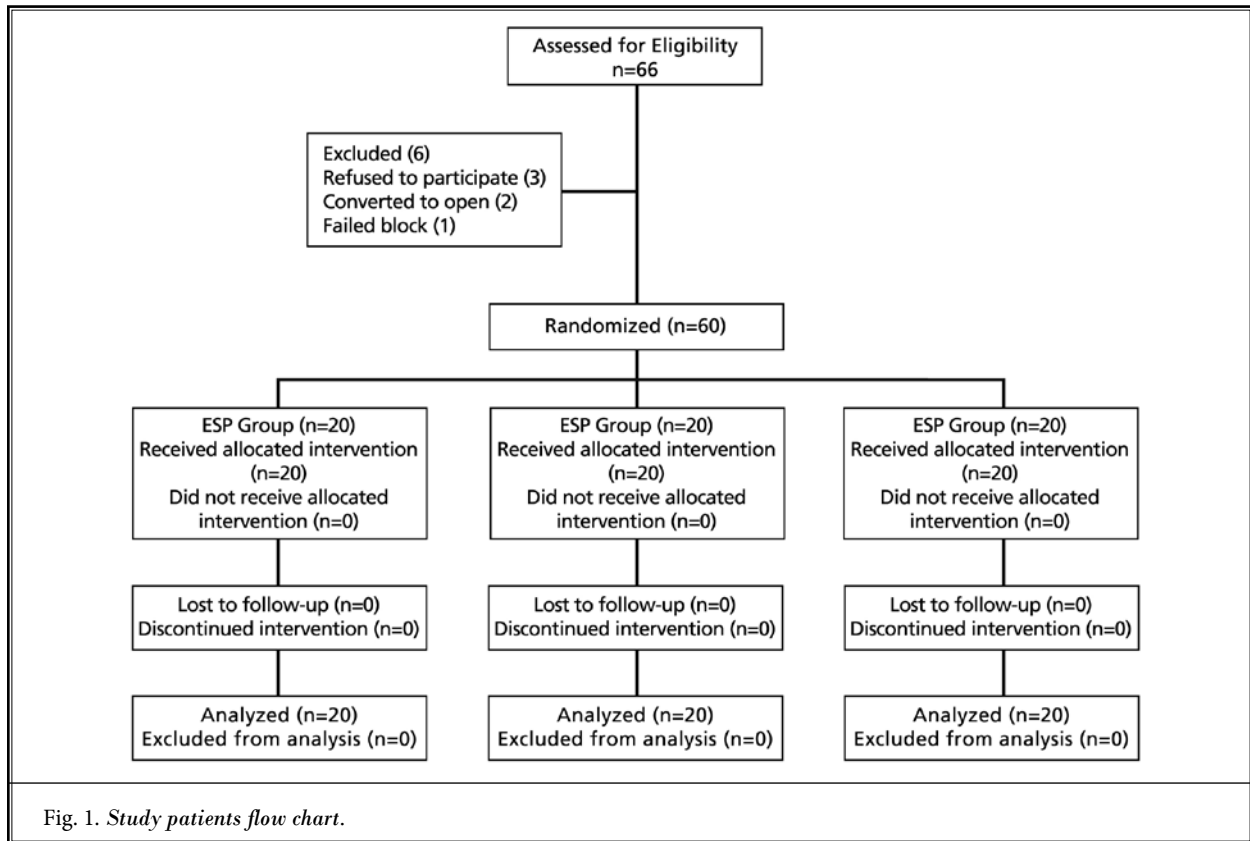 Assessed for Eligibility
n=66
Excluded (6)
Refused to participate (3)
Converted to open (2)
Failed block (1)
Randomized (n=60)
ESP Group (n=20)
Received allocated intervention
(n=20)
Did not receive allocated
intervention (n=0)
ESP Group (n=20)
Received allocated intervention
(n=20)
Did not receive allocated
intervention (n=0)
ESP Group (n=20)
Received allocated intervention
(n=20)
Did not receive allocated
intervention (n=0)
Lost to follow-up (n=0)
Discontinued intervention (n=0)
Lost to follow-up (n=0)
Discontinued intervention (n=0)
Lost to follow-up (n=0)
Discontinued intervention (n=0)
Analyzed (n=20)
Excluded from analysis (n=0)
Analyzed (n=20)
Excluded from analysis (n=0)
Analyzed (n=20)
Excluded from analysis (n=0)
Fig. 1. Study patients flow chart.